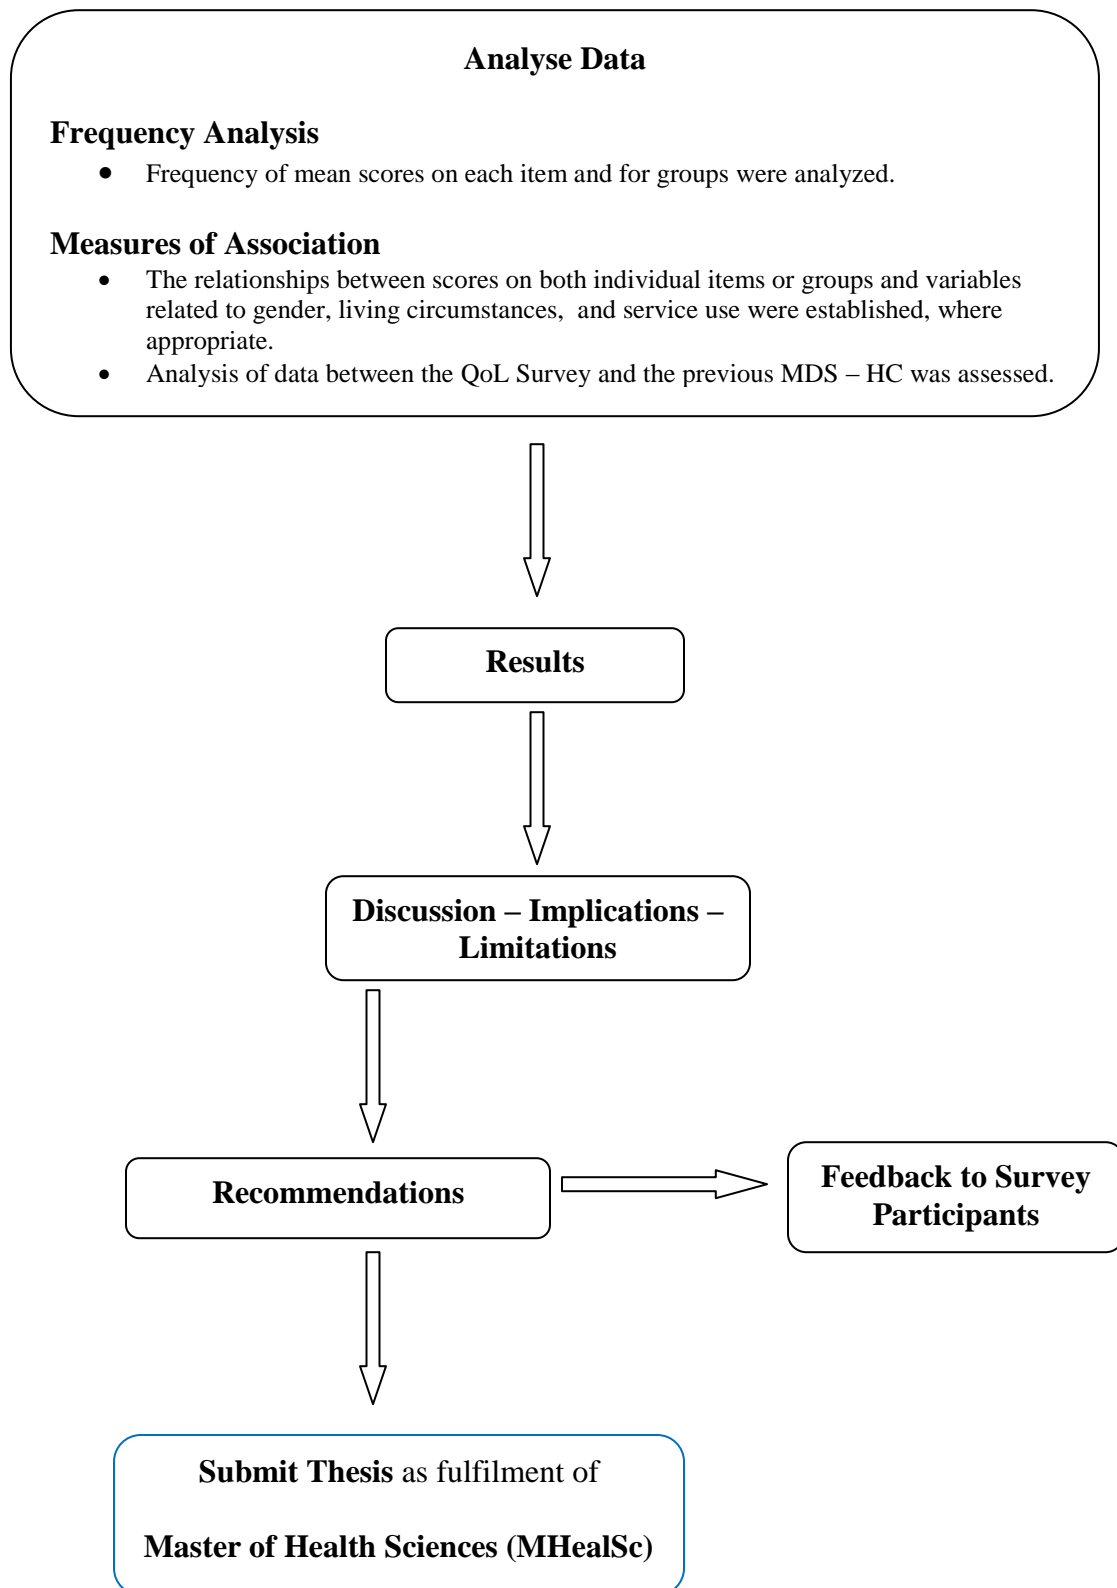 Analyse Data
Frequency Analysis
• Frequency of mean scores on each item and for groups were analyzed.
Measures of Association
• The relationships between scores on both individual items or groups and variables
related to gender, living circumstances, and service use were established, where
appropriate.
• Analysis of data between the QoL Survey and the previous MDS – HC was assessed.
Results
Discussion – Implications –
Limitations
Recommendations
Feedback to Survey
Participants
Submit Thesis as fulfilment of
Master of Health Sciences (MHealSc)